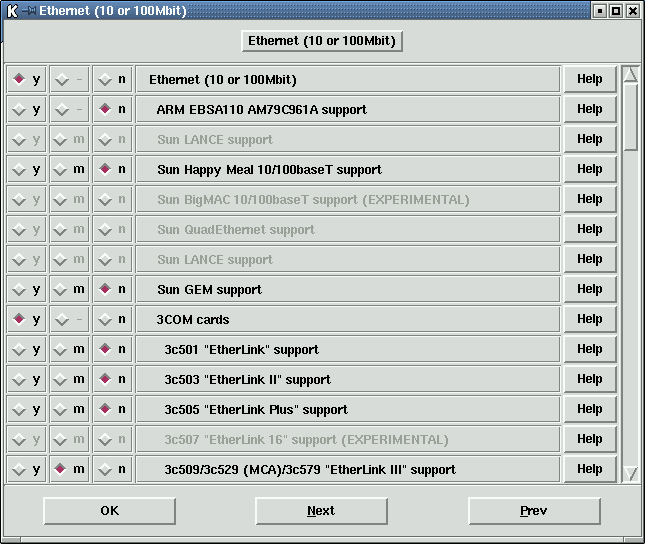 K Ethernet (10 or 100Mbit)
Ethernet (10 or 100Mbit)
y - n Ethernet (10 or 100Mbit) Help
y - n ARM EBSA110 AM79C961A support Help
y m n Sun LANCE support Help
y m n Sun Happy Meal 10/100baseT support Help
y m n Sun BigMAC 10/100baseT support (EXPERIMENTAL) Help
y m n Sun QuadEthernet support Help
y m n Sun LANCE support Help
y m n Sun GEM support Help
y - n 3COM cards Help
y m n 3c501 "EtherLink" support Help
y m n 3c503 "EtherLink II" support Help
y m n 3c505 "EtherLink Plus" support Help
y m n 3c507 "EtherLink 16" support (EXPERIMENTAL) Help
y m n 3c509/3c529 (MCA)/3c579 "EtherLink III" support Help
OK Next Prev